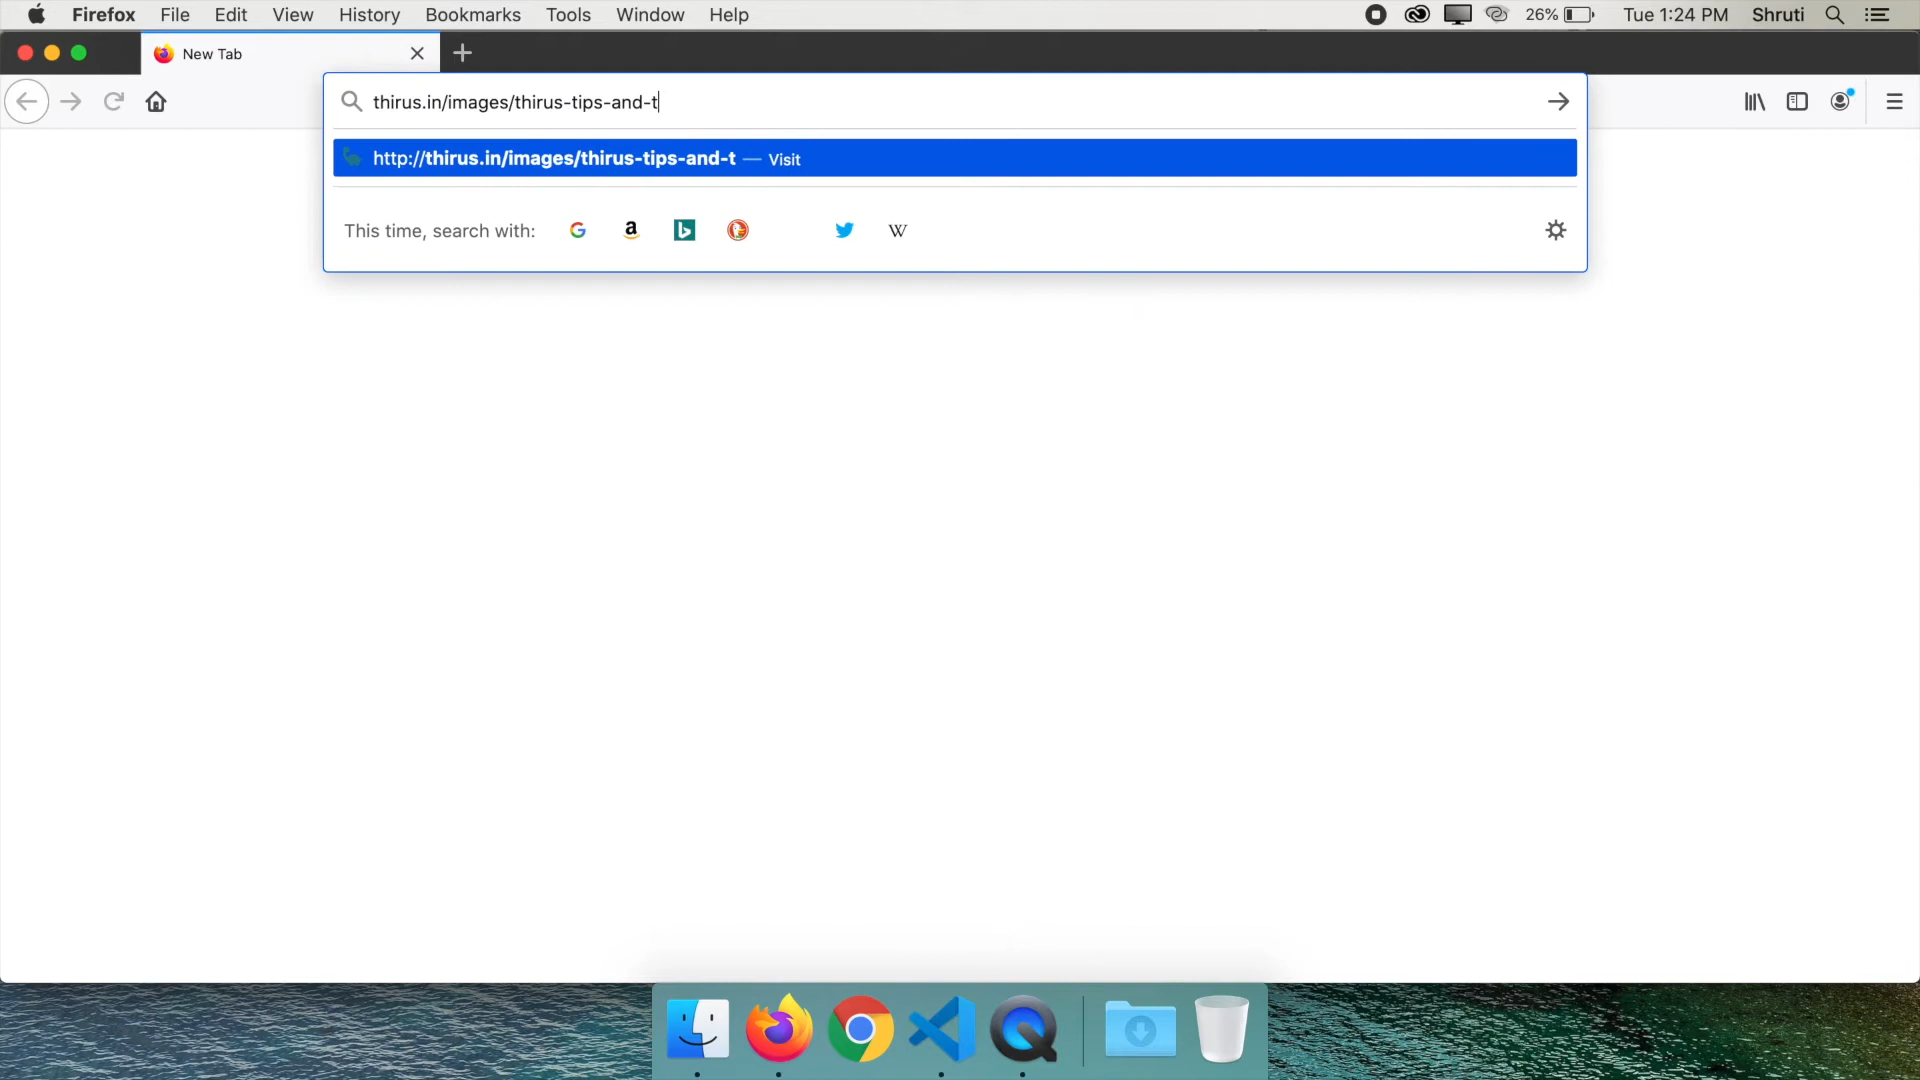 Firefox File Edit View History Bookmarks Tools Window Help 26% Tue 1:24 PM Shruti
New Tab
thirus.in/images/thirus-tips-and-t
http://thirus.in/images/thirus-tips-and-t — Visit
This time, search with: